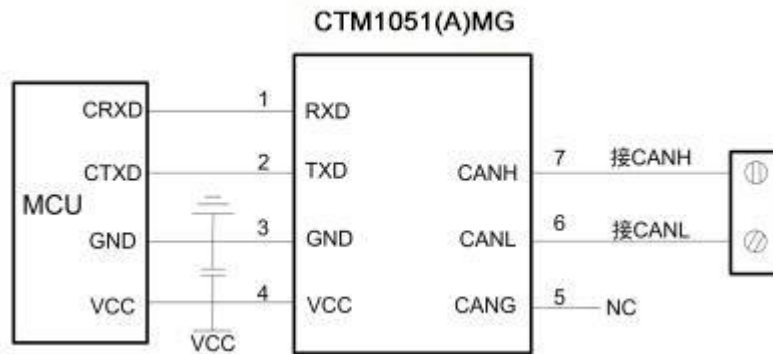 CTM1051(A)MG
CRXD 1 RXD
CTXD 2 TXD CANH 7 接CANH
MCU
GND 3 GND CANL 6 接CANL
VCC 4 VCC CANG 5 NC
VCC